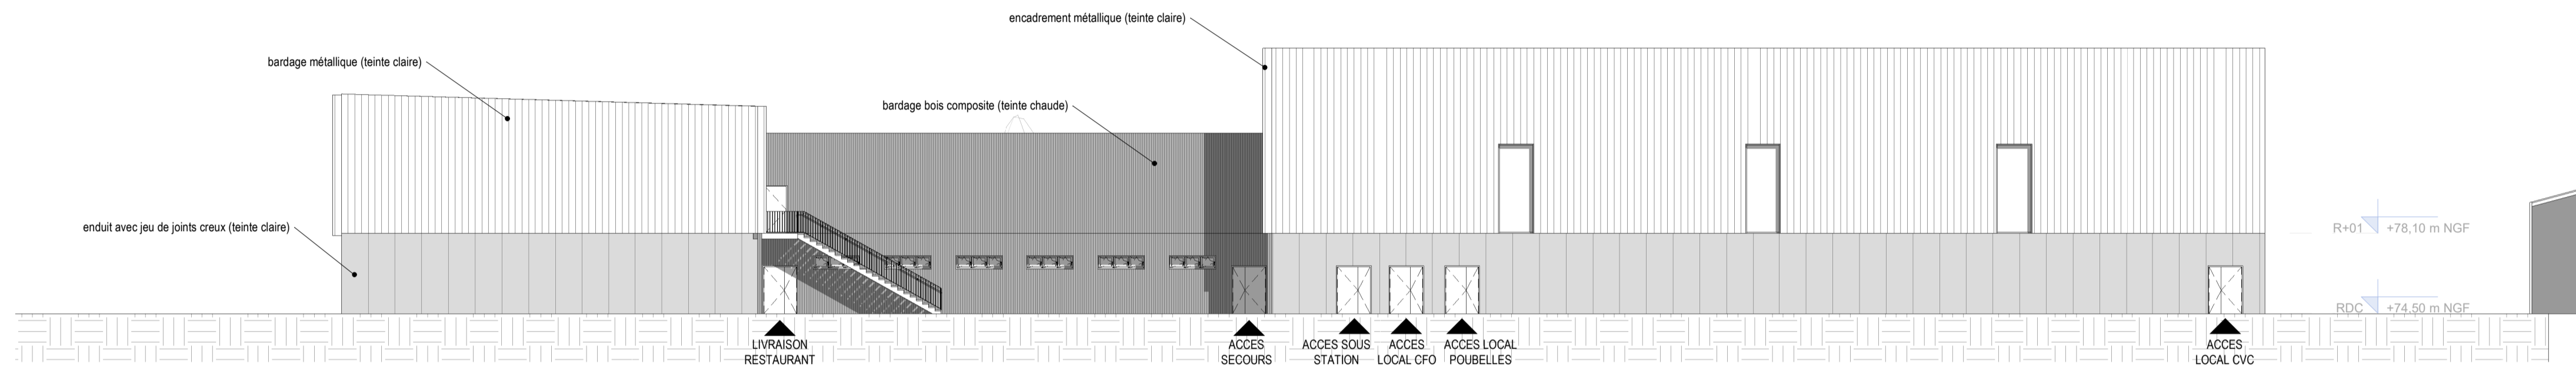 encadrement métallique (teinte claire)
bardage métallique (teinte claire)
bardage bois composite (teinte chaude)
enduit avec jeu de joints creux (teinte claire)
R+01 +78,10 m NGF
RDC +74,50 m NGF
LIVRAISON
RESTAURANT
ACCES
SECOURS
ACCES SOUS
STATION
ACCES
LOCAL CFO
ACCES LOCAL
POUBELLES
ACCES
LOCAL CVC